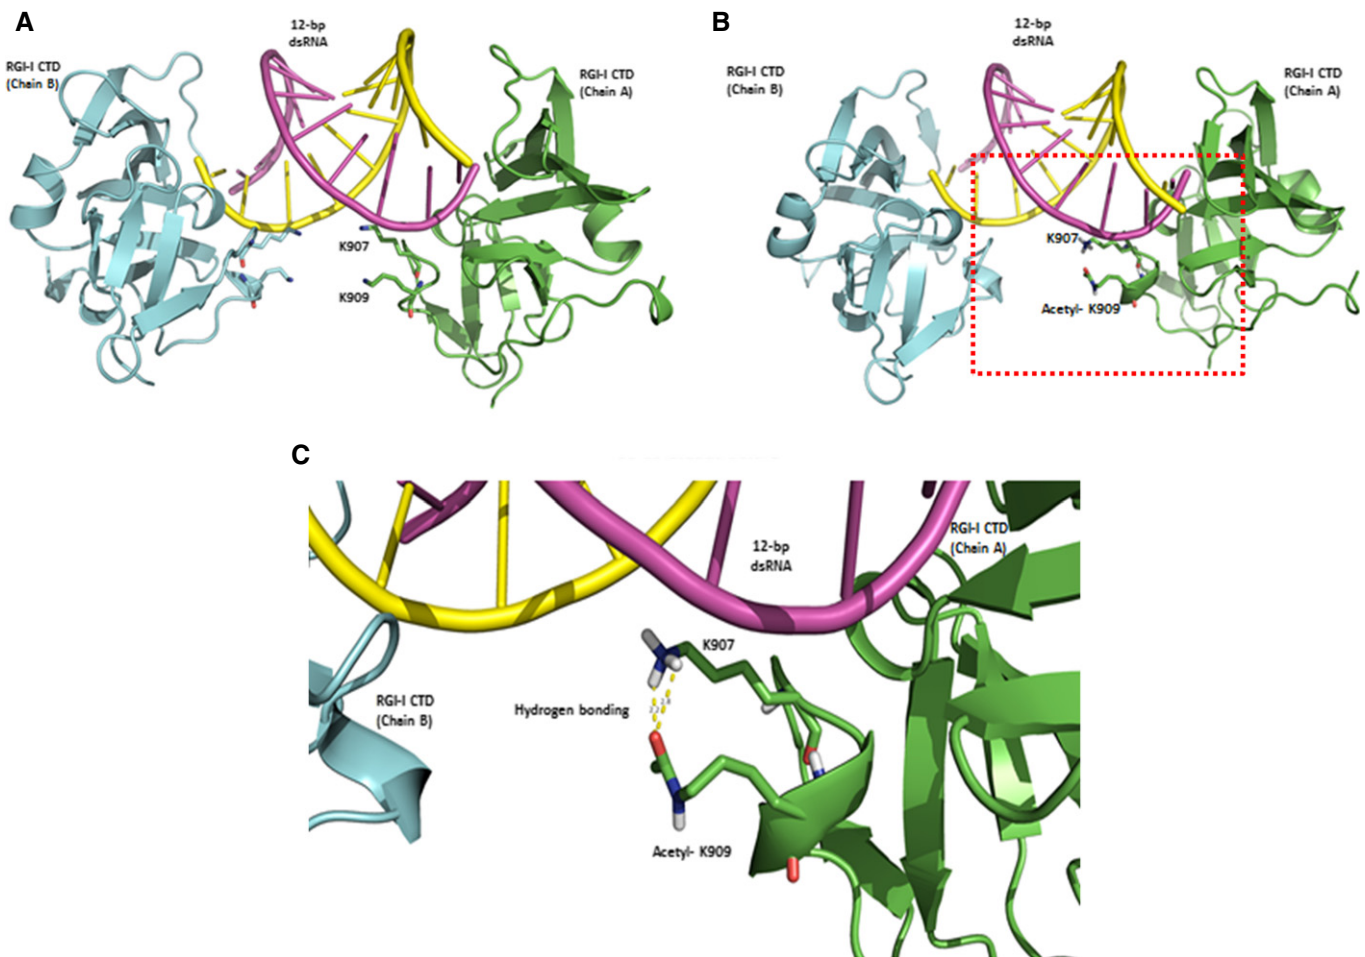 A
12-bp
dsRNA
RGI-I CTD
(Chain B)
RGI-I CTD
(Chain A)
K907
K909
B
12-bp
dsRNA
RGI-I CTD
(Chain B)
RGI-I CTD
(Chain A)
K907
Acetyl- K909
C
RGI-I CTD
(Chain A)
12-bp
dsRNA
K907
RGI-I CTD
(Chain B)
Hydrogen bonding
Acetyl- K909